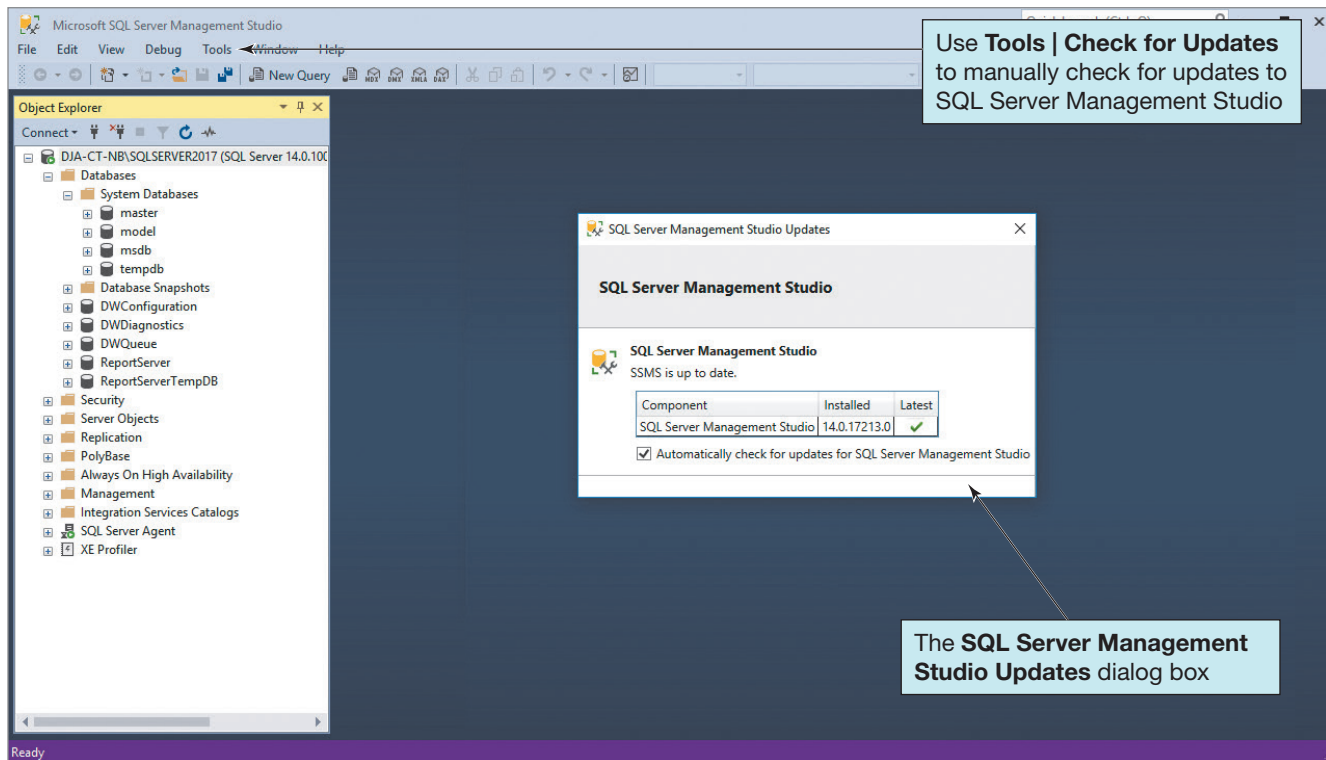 Microsoft SQL Server Management Studio
File Edit View Debug Tools Window Help
New Query
MDX DMX XMLA DAX
Use Tools | Check for Updates
to manually check for updates to
SQL Server Management Studio
Object Explorer
Connect
DJA-CT-NB\SQLSERVER2017 (SQL Server 14.0.100
Databases
System Databases
master
model
msdb
tempdb
Database Snapshots
DWConfiguration
DWDiagnostics
DWQueue
ReportServer
ReportServerTempDB
Security
Server Objects
Replication
PolyBase
Always On High Availability
Management
Integration Services Catalogs
SQL Server Agent
XE Profiler
SQL Server Management Studio Updates
SQL Server Management Studio
SQL Server Management Studio
SSMS is up to date.
Component Installed Latest
SQL Server Management Studio 14.0.17213.0
Automatically check for updates for SQL Server Management Studio
The SQL Server Management
Studio Updates dialog box
Ready